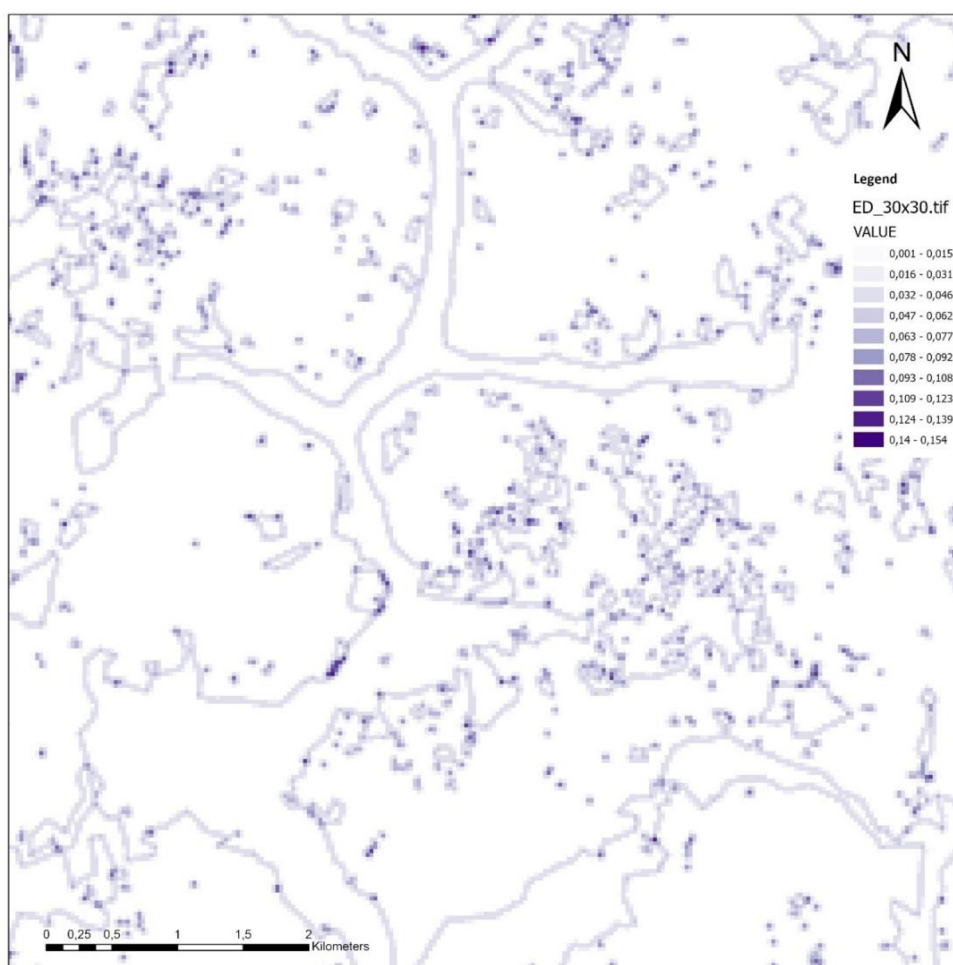 N
Legend
ED_30x30.tif
VALUE
0,001 - 0,015
0,016 - 0,031
0,032 - 0,046
0,047 - 0,062
0,063 - 0,077
0,078 - 0,092
0,093 - 0,108
0,109 - 0,123
0,124 - 0,139
0,14 - 0,154
0 0,25 0,5 1 1,5 2
Kilometers